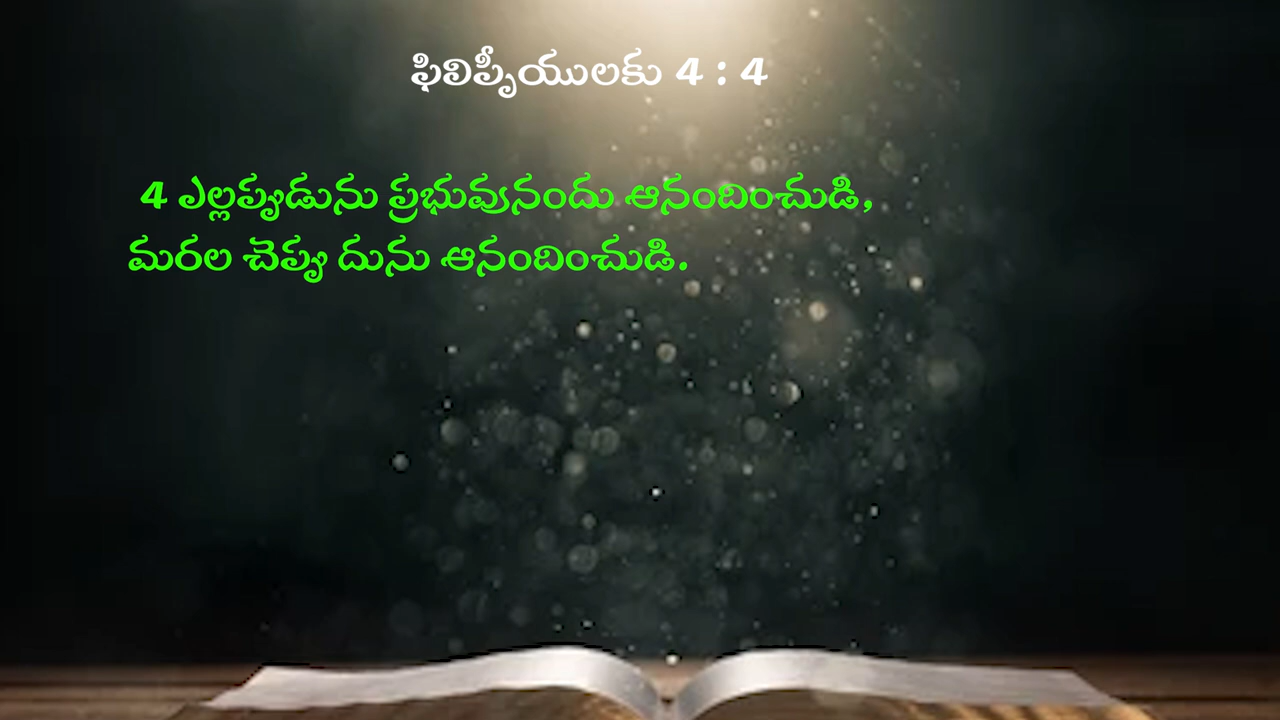 ఫిలిప్పీయులకు 4 : 4
4 ఎల్లప్పుడును ప్రభువునందు ఆనందించుడి,
మరల చెప్పు దును ఆనందించుడి.